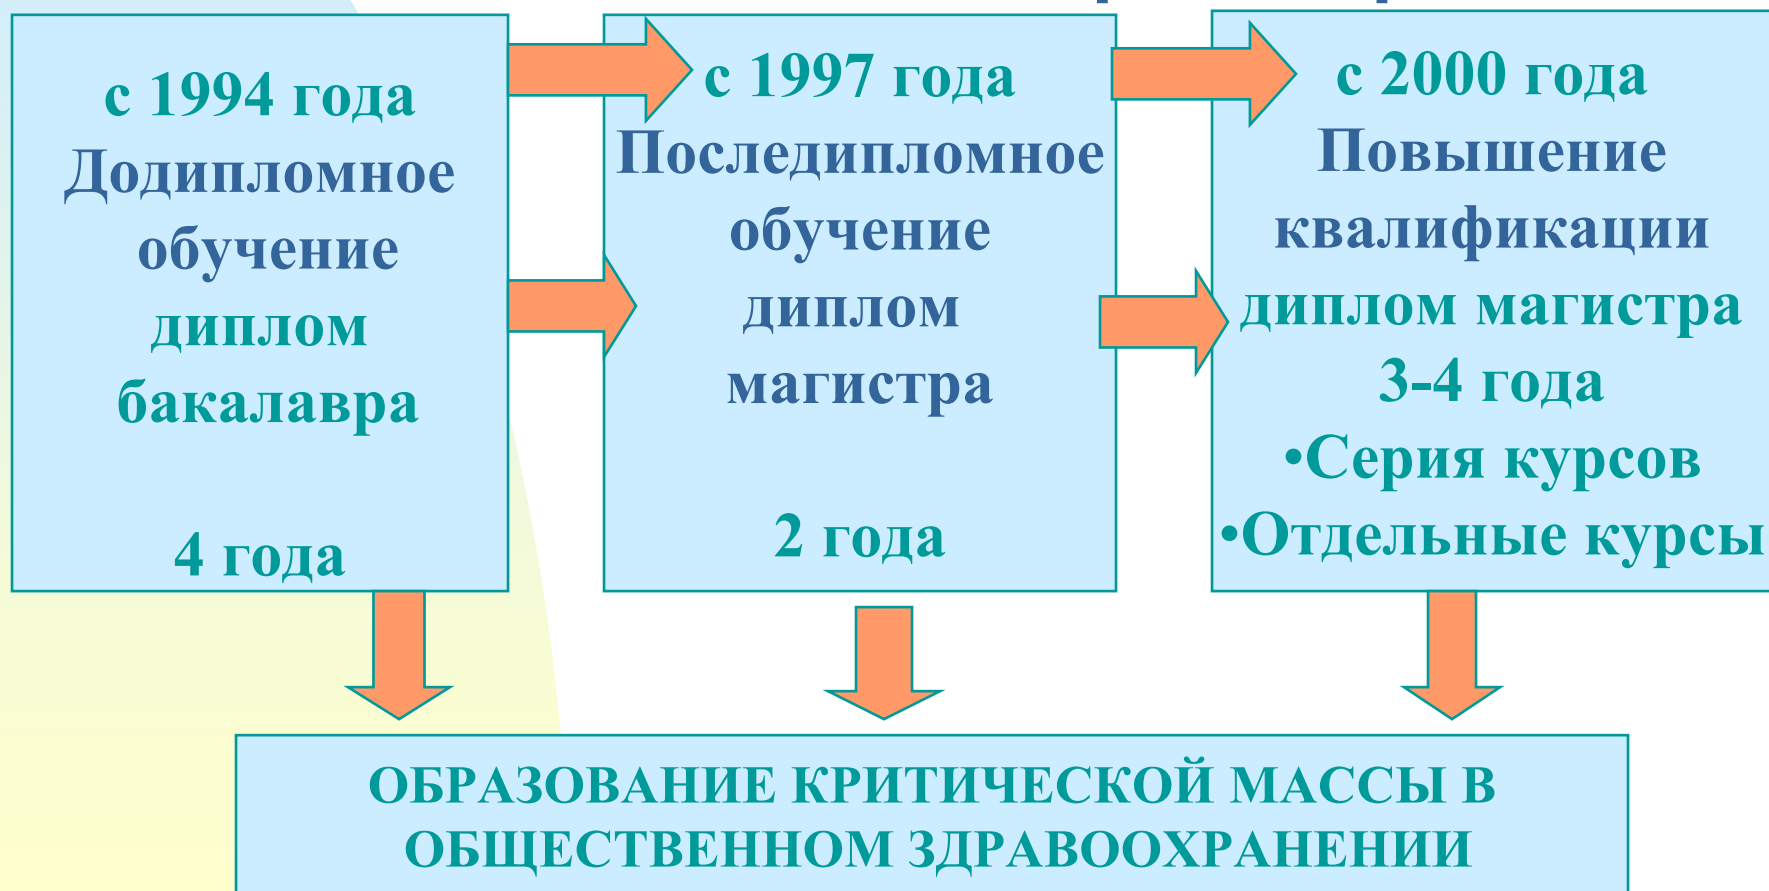 с 1994 года
Додипломное
обучение
диплом
бакалавра
4 года
с 1997 года
Последипломное
обучение
диплом
магистра
2 года
с 2000 года
Повышение
квалификации
диплом магистра
3-4 года
•Серия курсов
•Отдельные курсы
ОБРАЗОВАНИЕ КРИТИЧЕСКОЙ МАССЫ В
ОБЩЕСТВЕННОМ ЗДРАВООХРАНЕНИИ